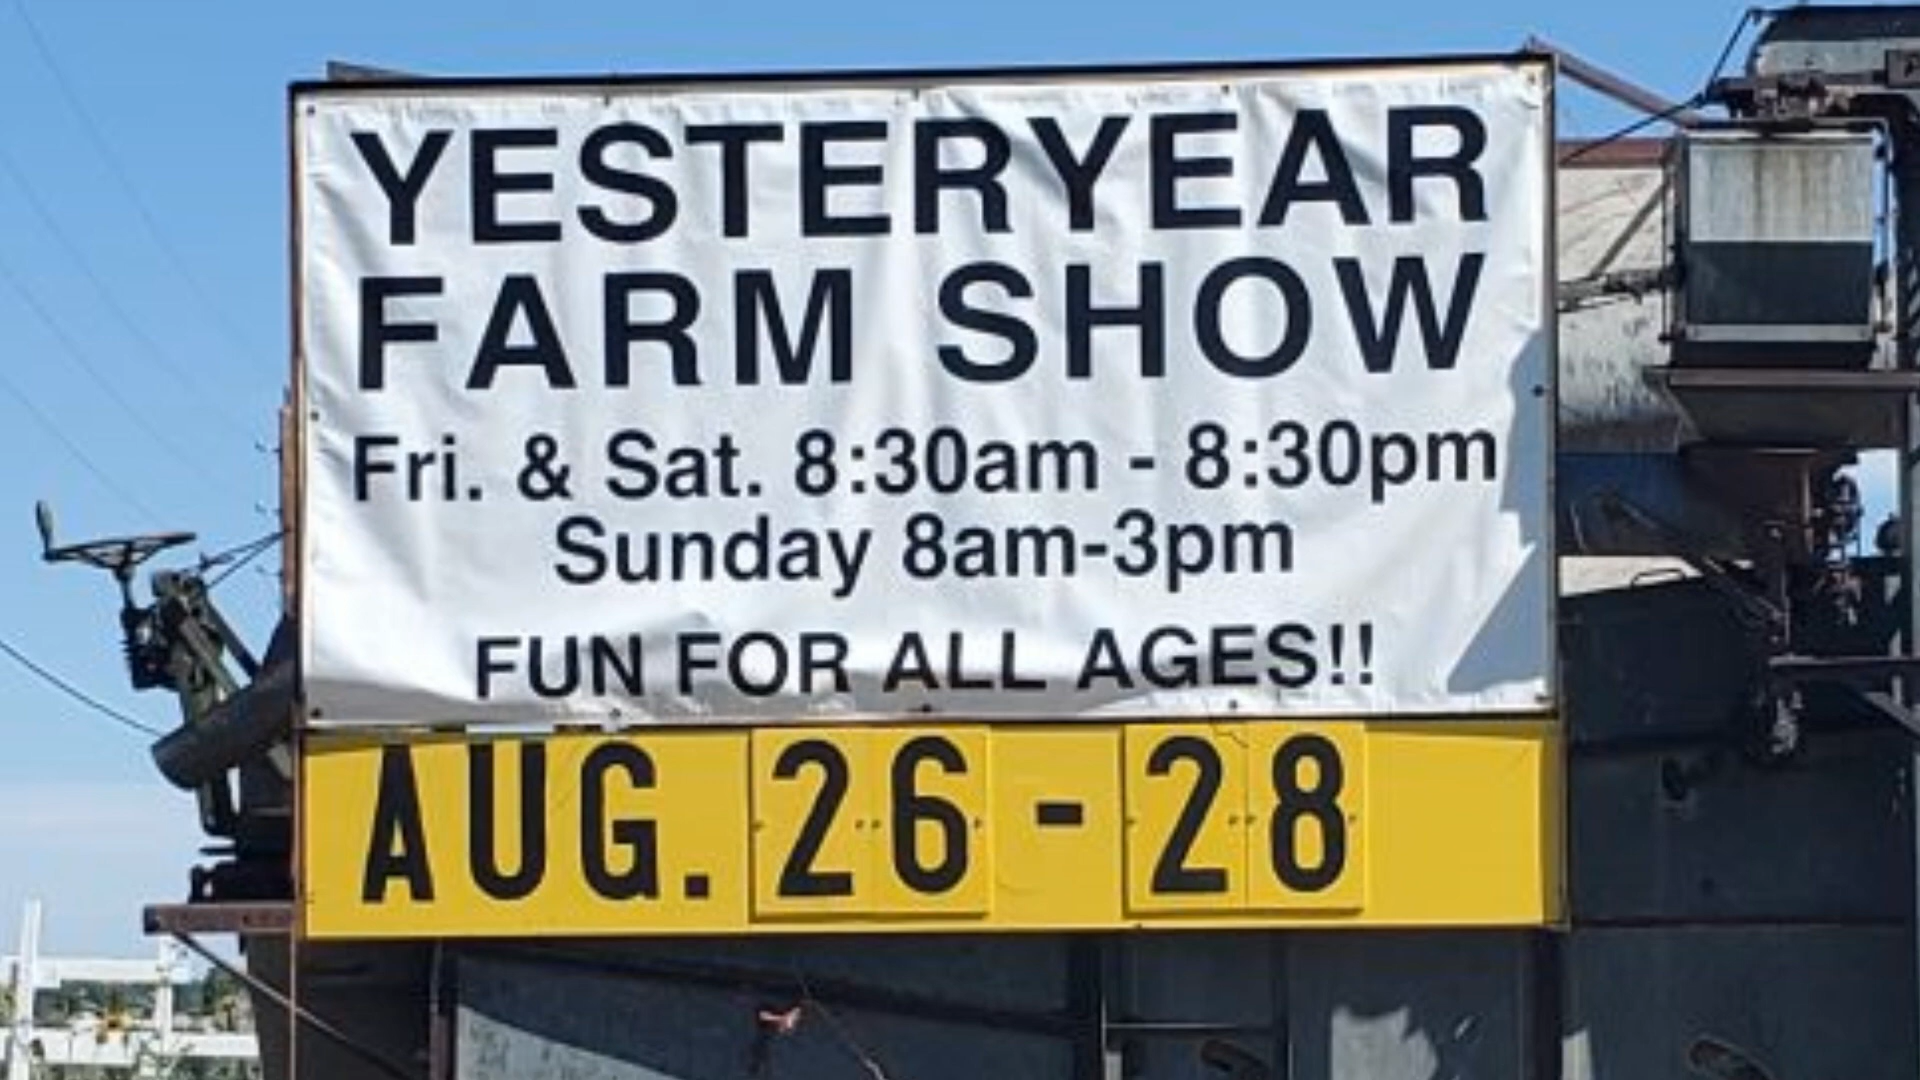 YESTERYEAR
FARM SHOW
Fri. & Sat. 8:30am - 8:30pm
Sunday 8am-3pm
FUN FOR ALL AGES!!
AUG. 26 - 28